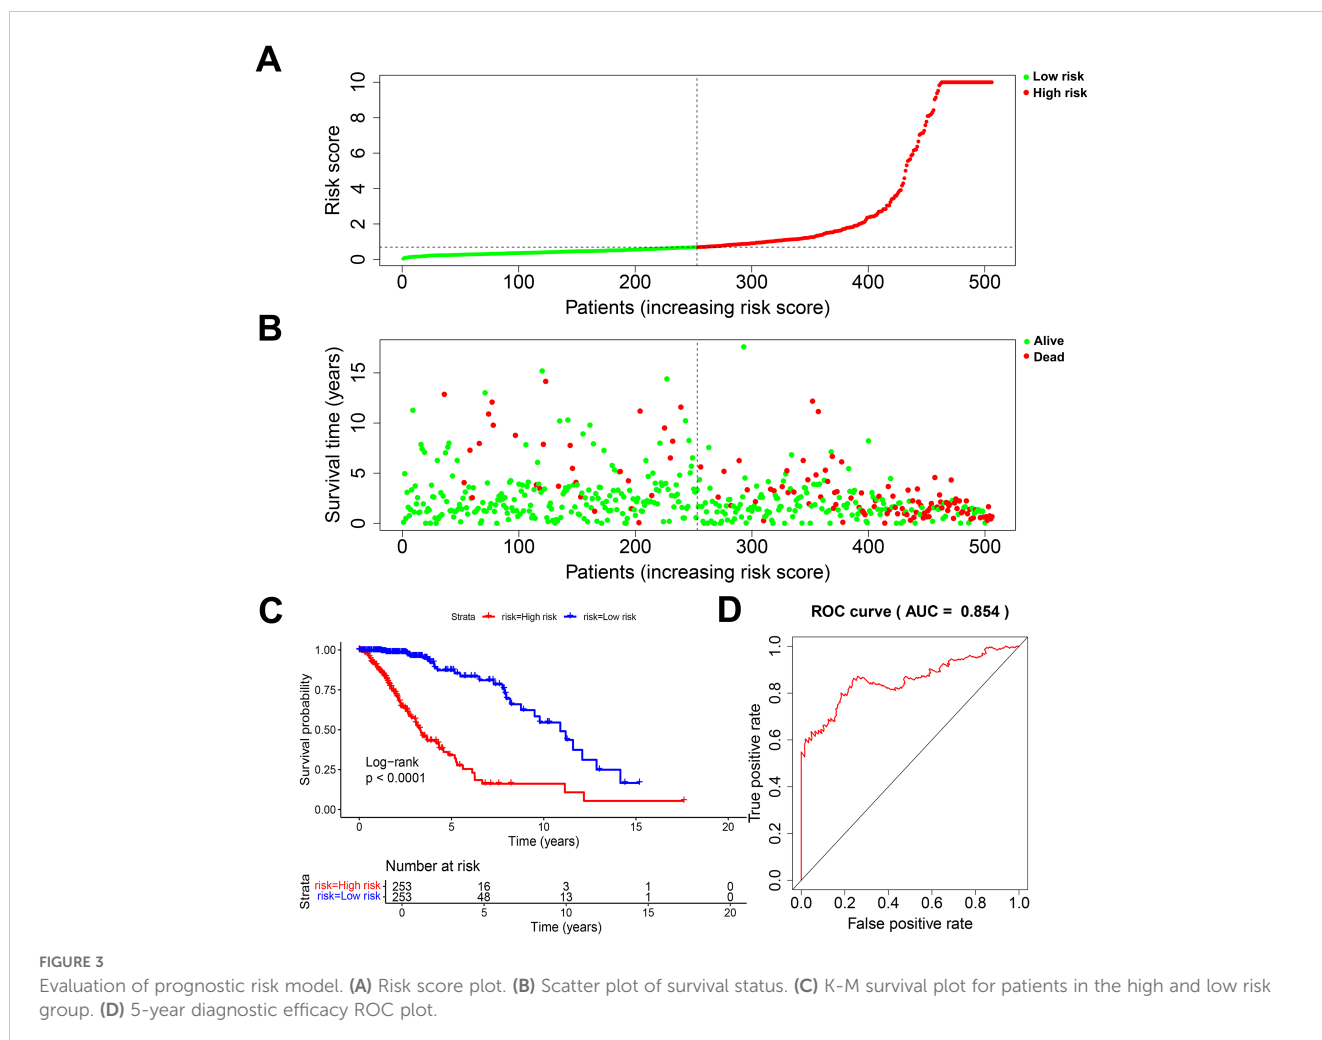 A
10
8
6
4
2
0
Risk score
0 100 200 300 400 500
Patients (increasing risk score)
Low risk
High risk
B
15
10
5
0
Survival time (years)
0 100 200 300 400 500
Patients (increasing risk score)
Alive
Dead
C
Strata risk=High risk risk=Low risk
1.00
0.75
0.50
0.25
0.00
Survival probability
Log−rank
p < 0.0001
0 5 10 15 20
Time (years)
Number at risk
Strata
risk=High risk 253 16 3 1 0
risk=Low risk 253 48 13 1 0
0 5 10 15 20
Time (years)
D
ROC curve ( AUC = 0.854 )
1.0
0.8
0.6
0.4
0.2
0.0
True positive rate
0.0 0.2 0.4 0.6 0.8 1.0
False positive rate
FIGURE 3
Evaluation of prognostic risk model. (A) Risk score plot. (B) Scatter plot of survival status. (C) K-M survival plot for patients in the high and low risk
group. (D) 5-year diagnostic efficacy ROC plot.